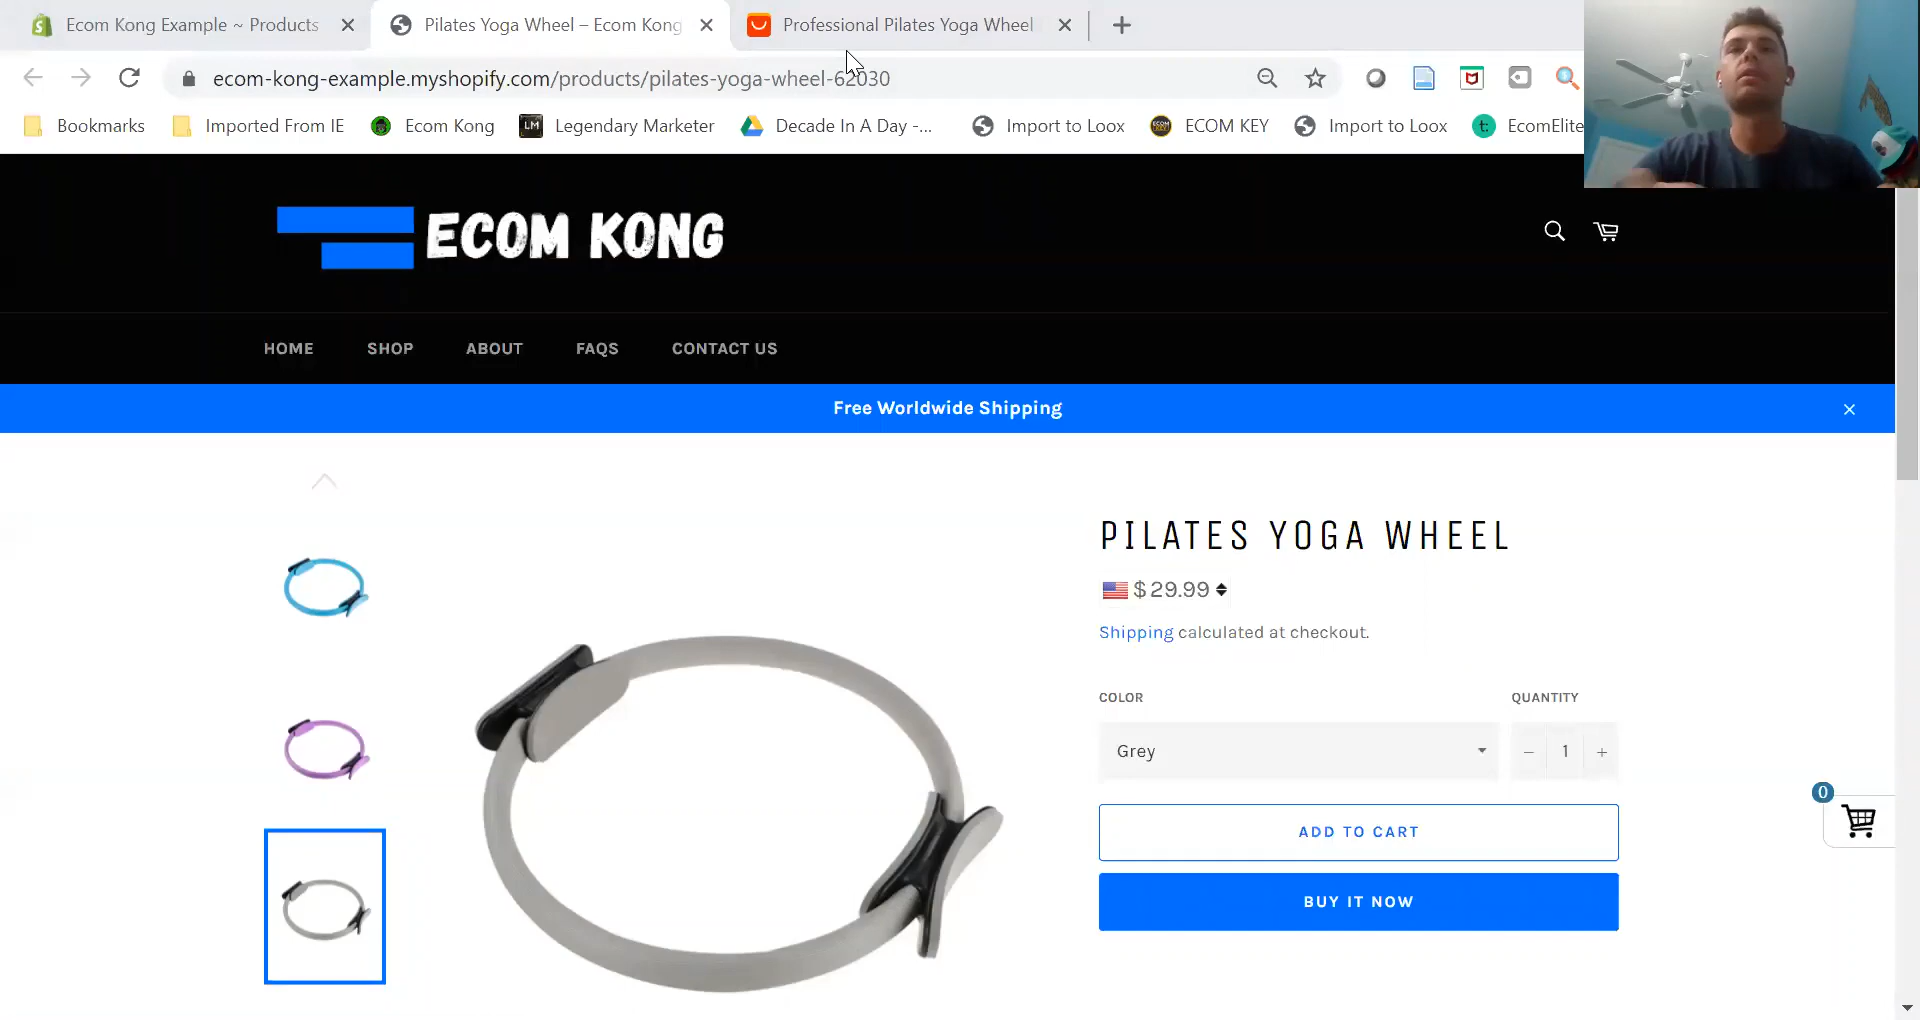 Ecom Kong Example ~ Products
Pilates Yoga Wheel – Ecom Kong
Professional Pilates Yoga Wheel
ecom-kong-example.myshopify.com/products/pilates-yoga-wheel-62030
Bookmarks
Imported From IE
Ecom Kong
LM
Legendary Marketer
Decade In A Day -...
Import to Loox
ECOM KEY
Import to Loox
t:
EcomElite
ECOM KONG
HOME
SHOP
ABOUT
FAQS
CONTACT US
Free Worldwide Shipping
PILATES YOGA WHEEL
$ 29.99
Shipping calculated at checkout.
COLOR
QUANTITY
Grey
− 1 +
ADD TO CART
BUY IT NOW
0